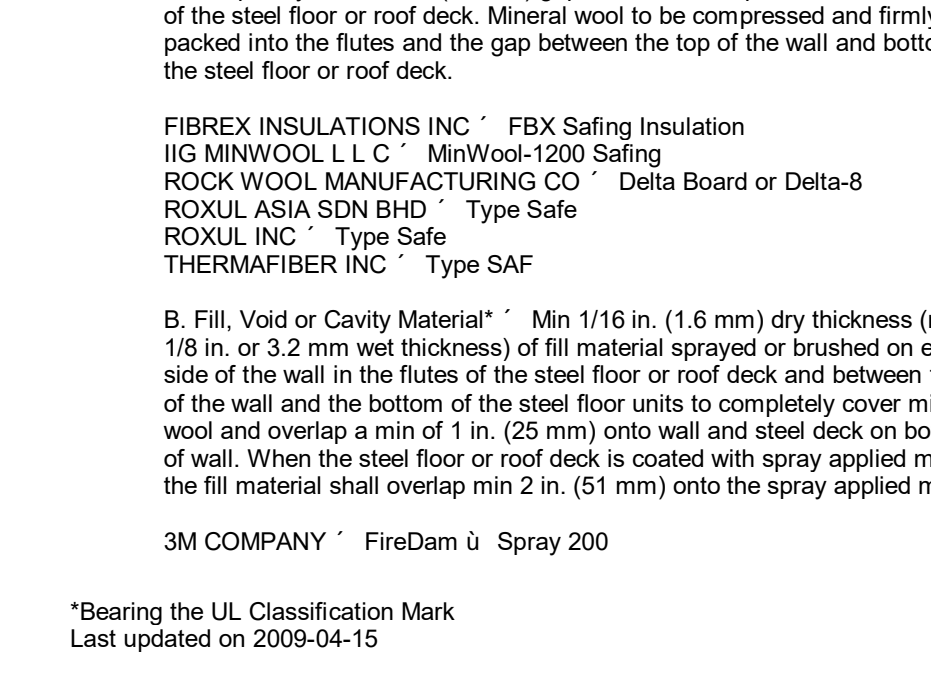 of the steel floor or roof deck. Mineral wool to be compressed and firmly
packed into the flutes and the gap between the top of the wall and
the steel floor or roof deck.
FIBREX INSULATIONS INC ´ FBX Safing Insulation
IIG MINWOOL L L C ´ MinWool-1200 Safing
ROCK WOOL MANUFACTURING CO ´ Delta Board or Delta-8
ROXUL ASIA SDN BHD ´ Type Safe
ROXUL INC ´ Type Safe
THERMAFIBER INC ´ Type SAF
B. Fill, Void or Cavity Material* ´ Min 1/16 in. (1.6 mm) dry thickness
1/8 in. or 3.2 mm wet thickness) of fill material sprayed or brushed on
side of the wall in the flutes of the steel floor or roof deck and between
of the wall and the bottom of the steel floor units to completely cover
wool and overlap a min of 1 in. (25 mm) onto wall and steel deck on
of wall. When the steel floor or roof deck is coated with spray applied
the fill material shall overlap min 2 in. (51 mm) onto the spray applied
3M COMPANY ´ FireDam ù Spray 200
*Bearing the UL Classification Mark
Last updated on 2009-04-15